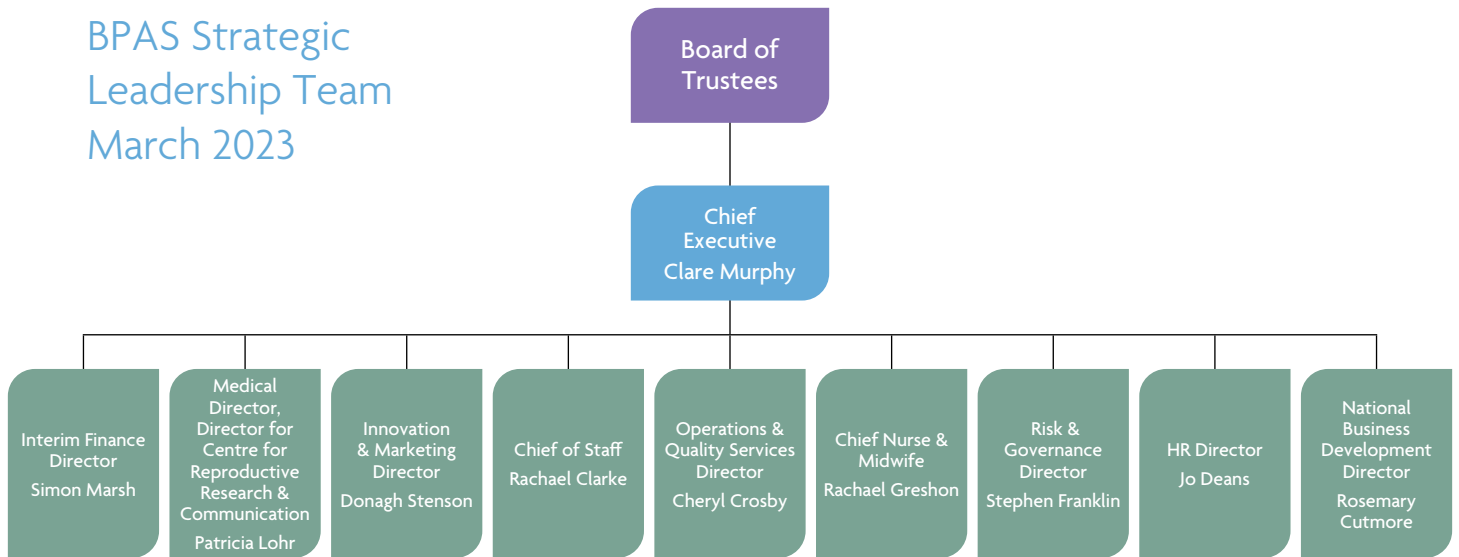 BPAS Strategic
Leadership Team
March 2023
Board of
Trustees
Chief
Executive
Clare Murphy
Interim Finance
Director
Simon Marsh
Medical
Director,
Director for
Centre for
Reproductive
Research &
Communication
Patricia Lohr
Innovation
& Marketing
Director
Donagh Stenson
Chief of Staff
Rachael Clarke
Operations &
Quality Services
Director
Cheryl Crosby
Chief Nurse &
Midwife
Rachael Greshon
Risk &
Governance
Director
Stephen Franklin
HR Director
Jo Deans
National
Business
Development
Director
Rosemary
Cutmore